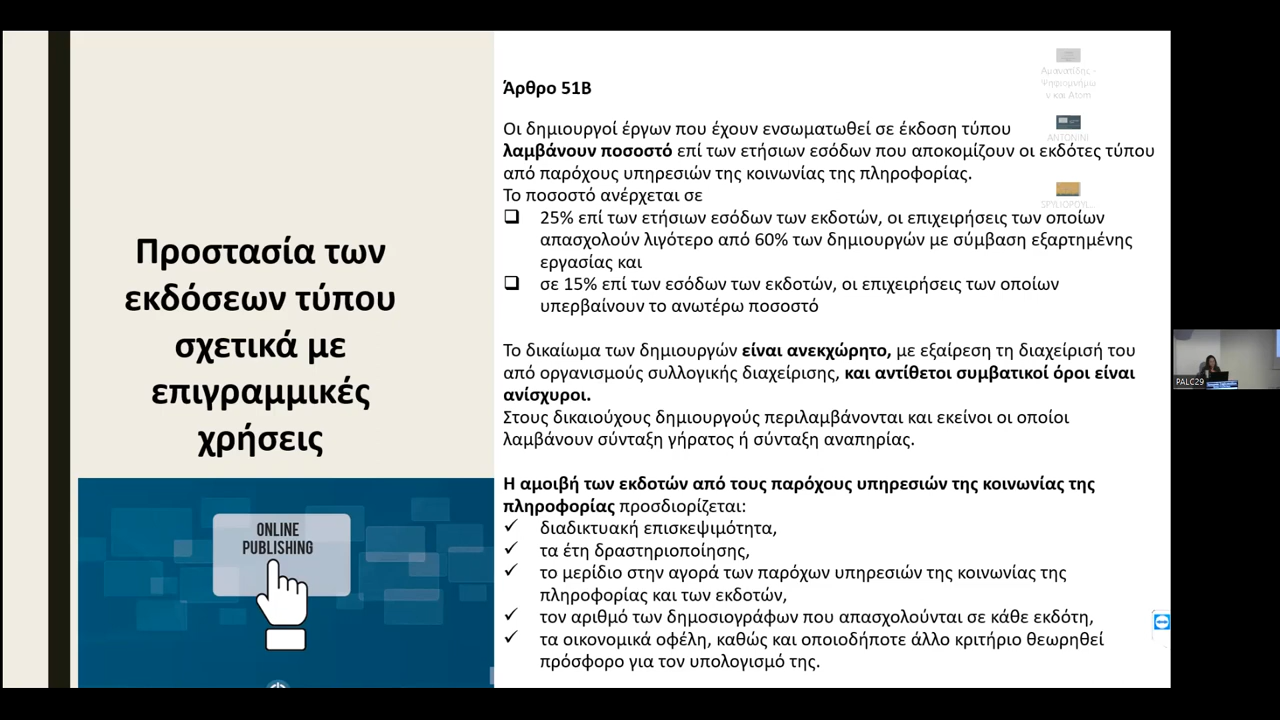 Προστασία των
εκδόσεων τύπου
σχετικά με
επιγραμμικές
χρήσεις
ONLINE
PUBLISHING
Άρθρο 51Β
Οι δημιουργοί έργων που έχουν ενσωματωθεί σε έκδοση τύπου
λαμβάνουν ποσοστό επί των ετήσιων εσόδων που αποκομίζουν οι εκδότες τύπου
από παρόχους υπηρεσιών της κοινωνίας της πληροφορίας.
Το ποσοστό ανέρχεται σε
25% επί των ετήσιων εσόδων των εκδοτών, οι επιχειρήσεις των οποίων
απασχολούν λιγότερο από 60% των δημιουργών με σύμβαση εξαρτημένης
εργασίας και
σε 15% επί των εσόδων των εκδοτών, οι επιχειρήσεις των οποίων
υπερβαίνουν το ανωτέρω ποσοστό
Το δικαίωμα των δημιουργών είναι ανεκχώρητο, με εξαίρεση τη διαχείρισή του
από οργανισμούς συλλογικής διαχείρισης, και αντίθετοι συμβατικοί όροι είναι
ανίσχυροι.
Στους δικαιούχους δημιουργούς περιλαμβάνονται και εκείνοι οι οποίοι
λαμβάνουν σύνταξη γήρατος ή σύνταξη αναπηρίας.
Η αμοιβή των εκδοτών από τους παρόχους υπηρεσιών της κοινωνίας της
πληροφορίας προσδιορίζεται:
διαδικτυακή επισκεψιμότητα,
τα έτη δραστηριοποίησης,
το μερίδιο στην αγορά των παρόχων υπηρεσιών της κοινωνίας της
πληροφορίας και των εκδοτών,
τον αριθμό των δημοσιογράφων που απασχολούνται σε κάθε εκδότη,
τα οικονομικά οφέλη, καθώς και οποιοδήποτε άλλο κριτήριο θεωρηθεί
πρόσφορο για τον υπολογισμό της.
Αμανατίδης -
Ψηφιομνήμω
ν και Atom
ANTONINI
SPYLIOPOYL...
PALC29